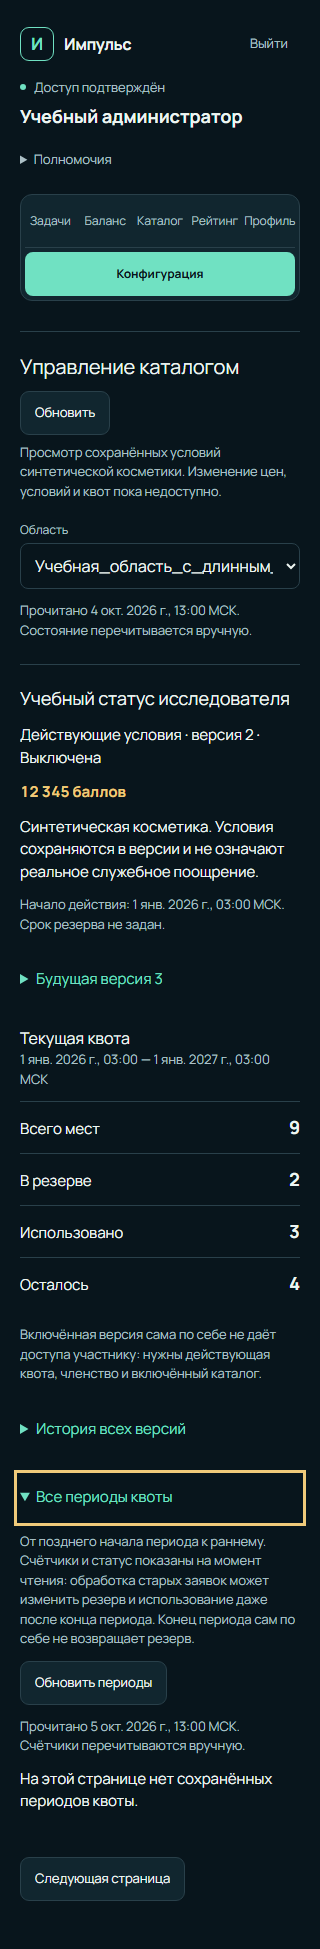 И Импульс
Выйти
Доступ подтверждён
Учебный администратор
Полномочия
Задачи Баланс Каталог Рейтинг Профиль
Конфигурация
Управление каталогом
Обновить
Просмотр сохранённых условий
синтетической косметики. Изменение цен,
условий и квот пока недоступно.
Область
Учебная_область_с_длинным_
Прочитано 4 окт. 2026 г., 13:00 МСК.
Состояние перечитывается вручную.
Учебный статус исследователя
Действующие условия · версия 2 ·
Выключена
12 345 баллов
Синтетическая косметика. Условия
сохраняются в версии и не означают
реальное служебное поощрение.
Начало действия: 1 янв. 2026 г., 03:00 МСК.
Срок резерва не задан.
Будущая версия 3
Текущая квота
1 янв. 2026 г., 03:00 — 1 янв. 2027 г., 03:00
МСК
Всего мест 9
В резерве 2
Использовано 3
Осталось 4
Включённая версия сама по себе не даёт
доступа участнику: нужны действующая
квота, членство и включённый каталог.
История всех версий
Все периоды квоты
От позднего начала периода к раннему.
Счётчики и статус показаны на момент
чтения: обработка старых заявок может
изменить резерв и использование даже
после конца периода. Конец периода сам по
себе не возвращает резерв.
Обновить периоды
Прочитано 5 окт. 2026 г., 13:00 МСК.
Счётчики перечитываются вручную.
На этой странице нет сохранённых
периодов квоты.
Следующая страница